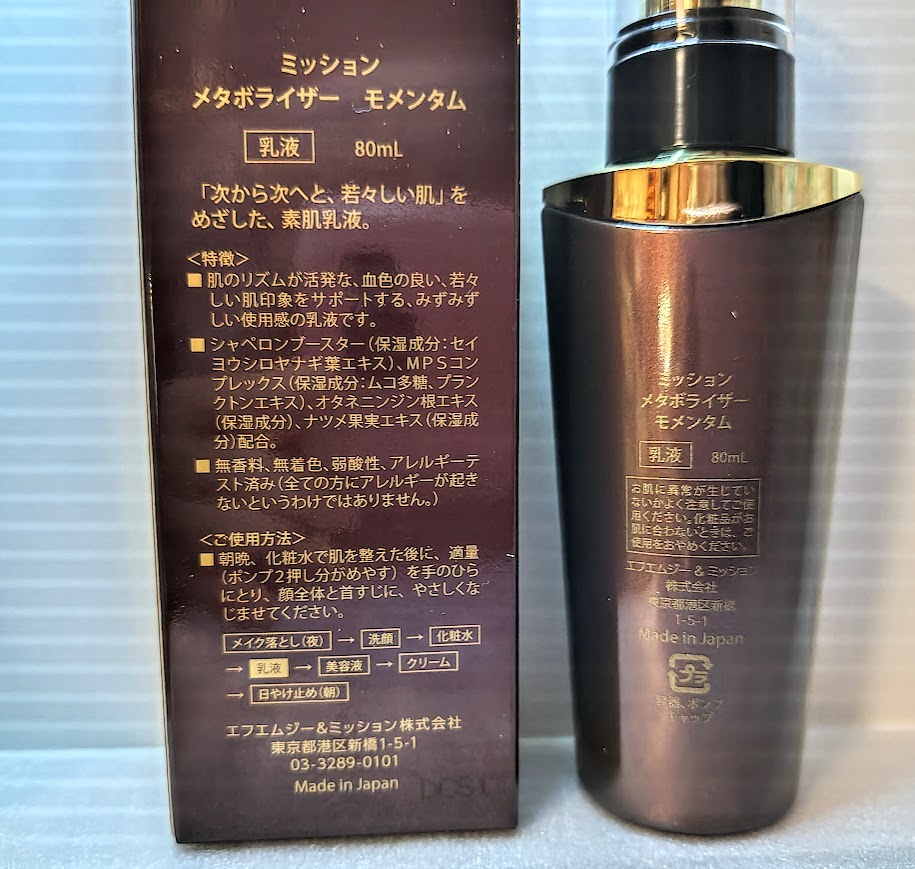 ミッション
メタボライザー　モメンタム
乳液　80mL
「次から次へと、若々しい肌」を
めざした、素肌乳液。
＜特徴＞
■肌のリズムが活発な、血色の良い、若々
しい肌印象をサポートする、みずみず
しい使用感の乳液です。
■シャペロンブースター（保湿成分：セイ
ヨウシロヤナギ葉エキス）、MPSコン
プレックス（保湿成分：ムコ多糖、プラン
クトンエキス）、オタネニンジン根エキス
（保湿成分）、ナツメ果実エキス（保湿成
分）配合。
■無香料、無着色、弱酸性、アレルギーテ
スト済み（全ての方にアレルギーが起き
ないというわけではありません。）
＜ご使用方法＞
■朝晩、化粧水で肌を整えた後に、適量
（ポンプ2押し分がめやす）を手のひら
にとり、顔全体と首すじに、やさしくな
じませてください。
メイク落とし（夜）→洗顔→化粧水
→乳液→美容液→クリーム
→日やけ止め（朝）
エフエムジー＆ミッション株式会社
東京都港区新橋1-5-1
03-3289-0101
Made in Japan
ミッション
メタボライザー
モメンタム
乳液　80mL
お肌に異常が生じてい
ないかよく注意してご使
用ください。化粧品がお
肌に合わないときは、ご
使用をおやめください。
エフエムジー＆ミッション
株式会社
東京都港区新橋
1-5-1
Made in Japan
プラ
容器、ポンプ
キャップ